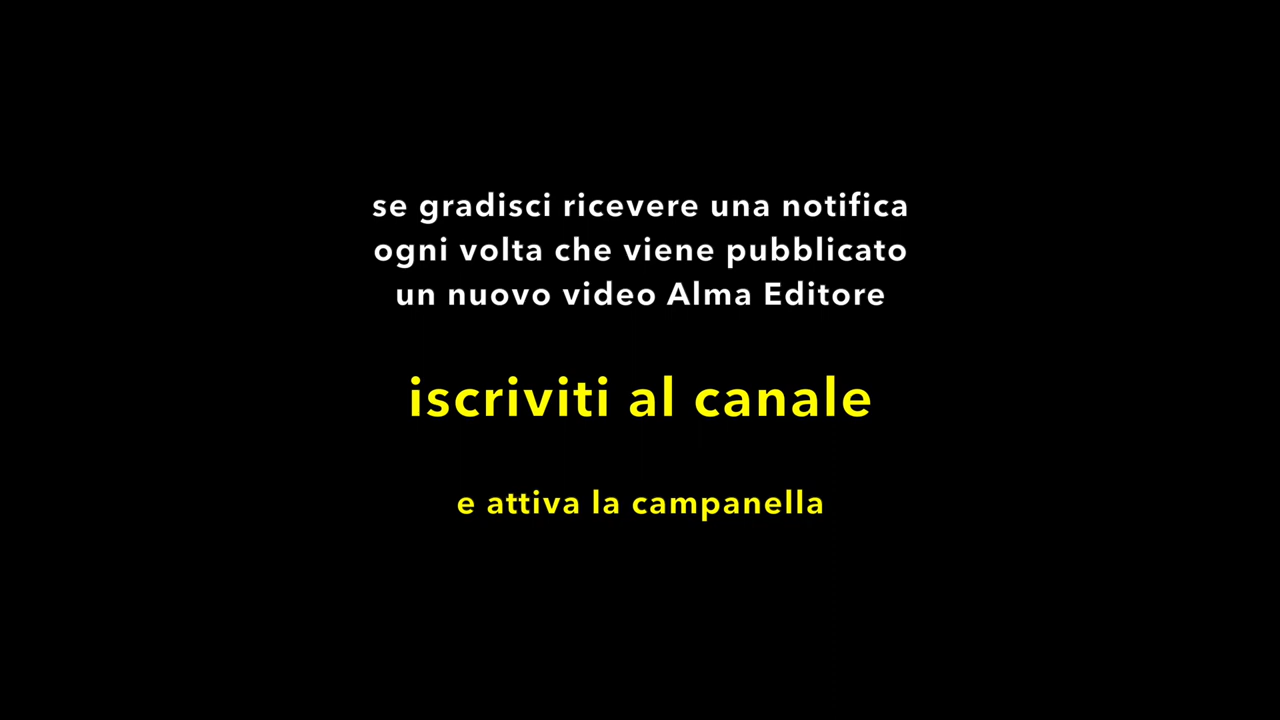 se gradisci ricevere una notifica
ogni volta che viene pubblicato
un nuovo video Alma Editore
iscriviti al canale
e attiva la campanella